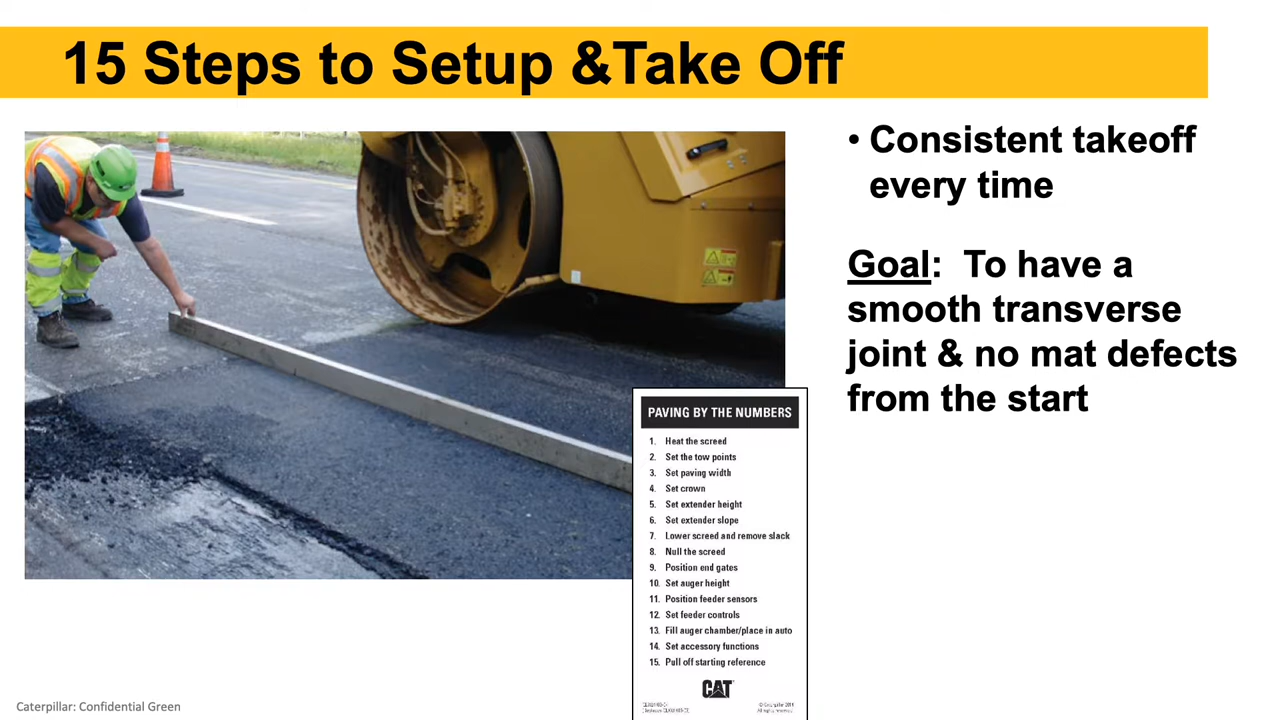 15 Steps to Setup &Take Off
• Consistent takeoff
every time
Goal: To have a
smooth transverse
joint & no mat defects
from the start
PAVING BY THE NUMBERS
1. Heat the screed
2. Set the tow points
3. Set paving width
4. Set crown
5. Set extender height
6. Set extender slope
7. Lower screed and remove slack
8. Null the screed
9. Position end gates
10. Set auger height
11. Position feeder sensors
12. Set feeder controls
13. Fill auger chamber/place in auto
14. Set accessory functions
15. Pull off starting reference
CAT
© Caterpillar
All rights reserved.
Caterpillar: Confidential Green